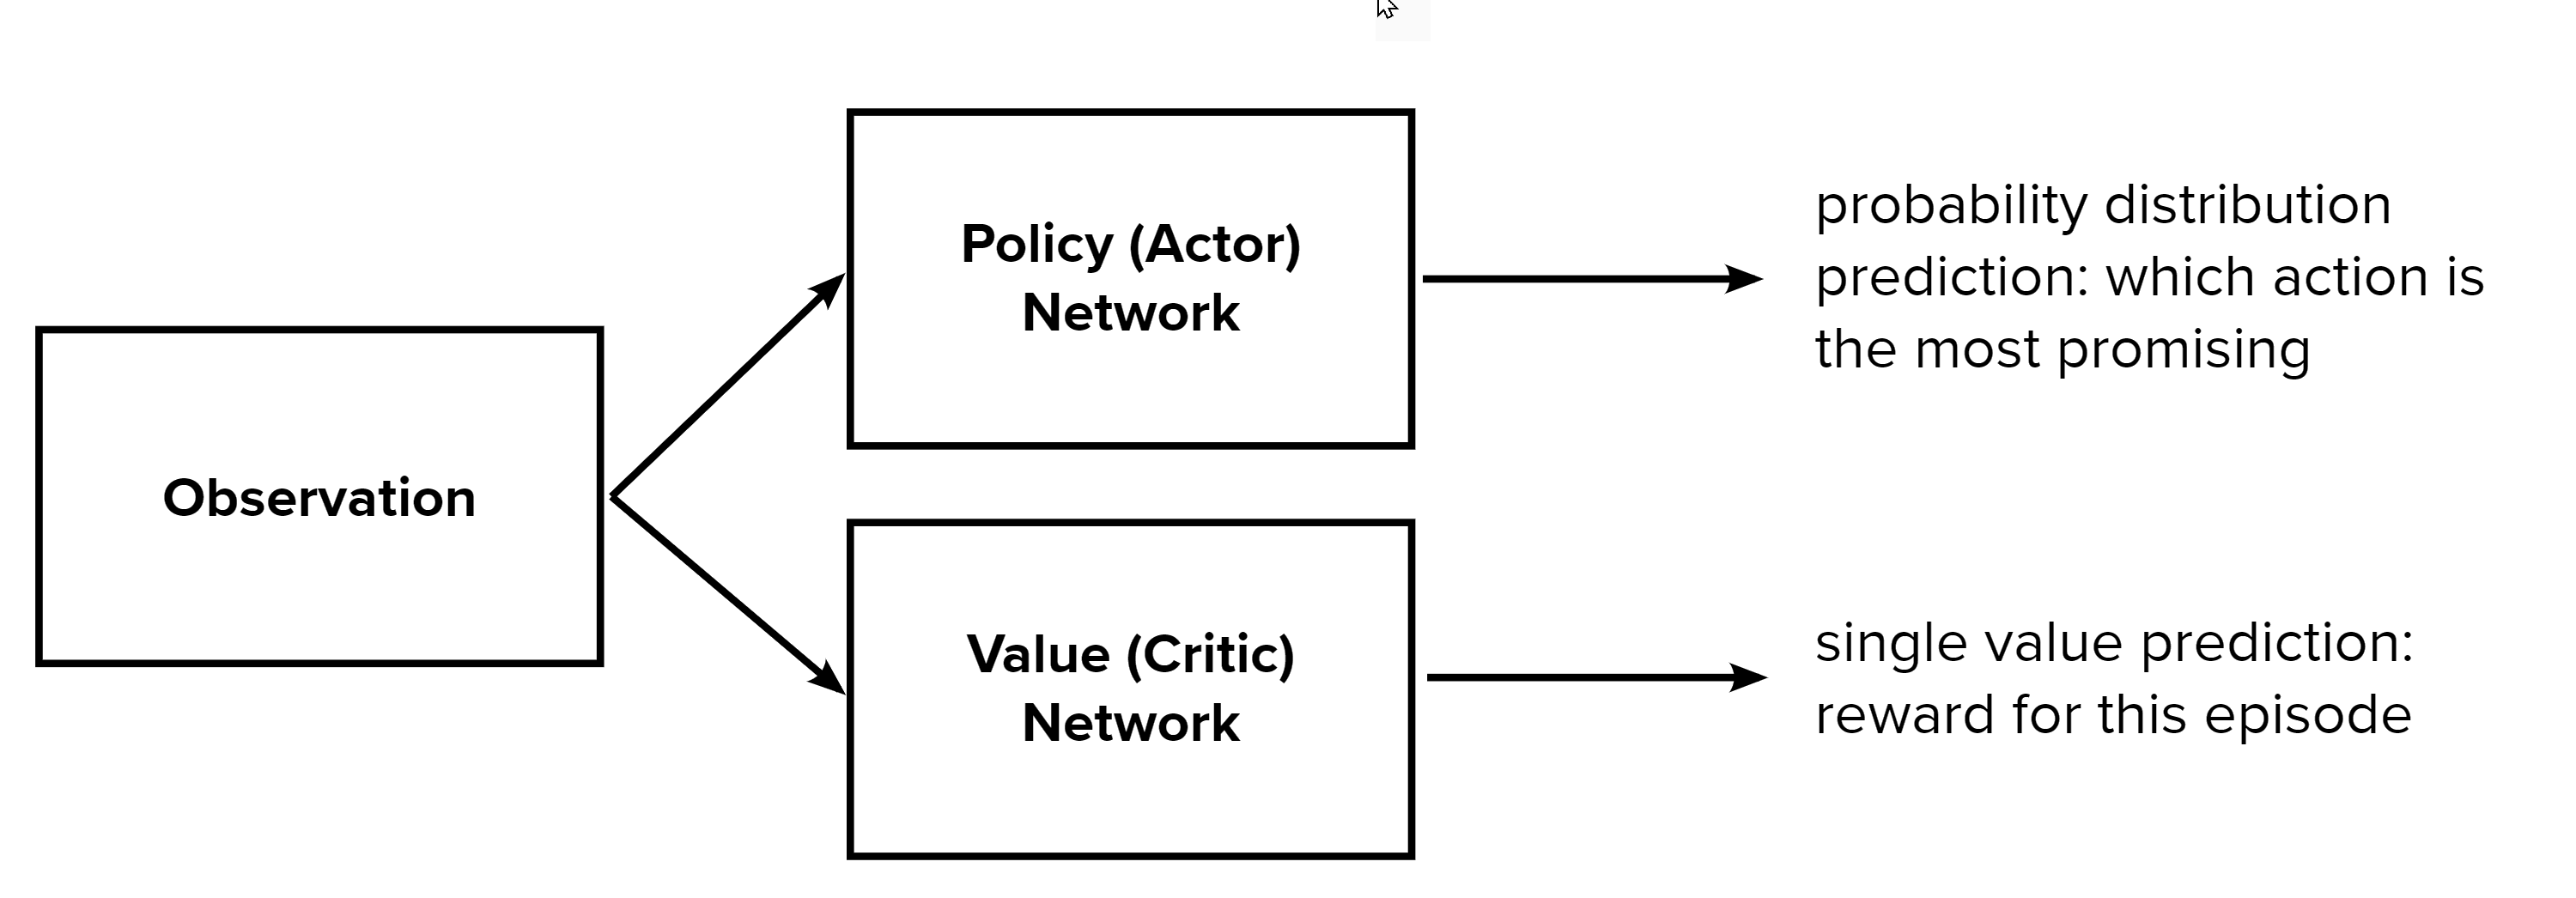 Observation
Policy (Actor)
Network
probability distribution
prediction: which action is
the most promising
Value (Critic)
Network
single value prediction:
reward for this episode